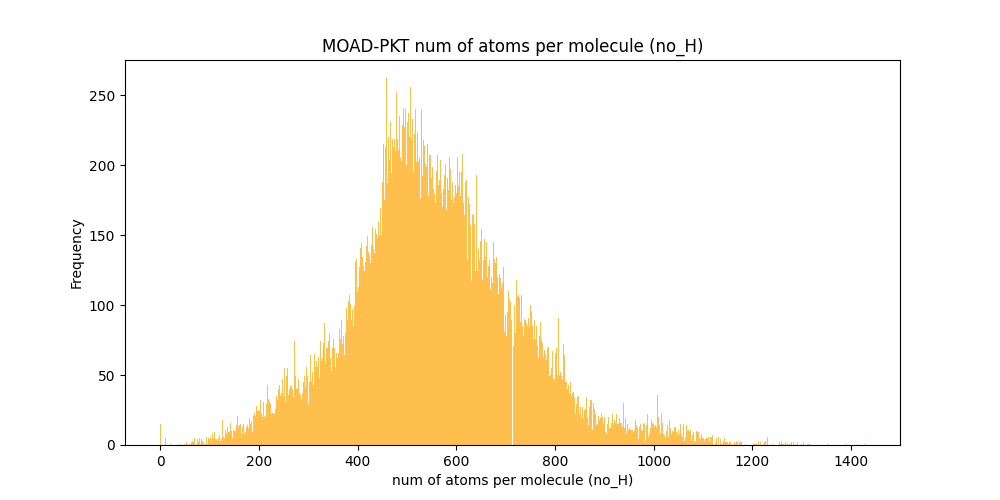 MOAD-PKT num of atoms per molecule (no_H)
Frequency
250
200
150
100
50
0
0 200 400 600 800 1000 1200 1400
num of atoms per molecule (no_H)